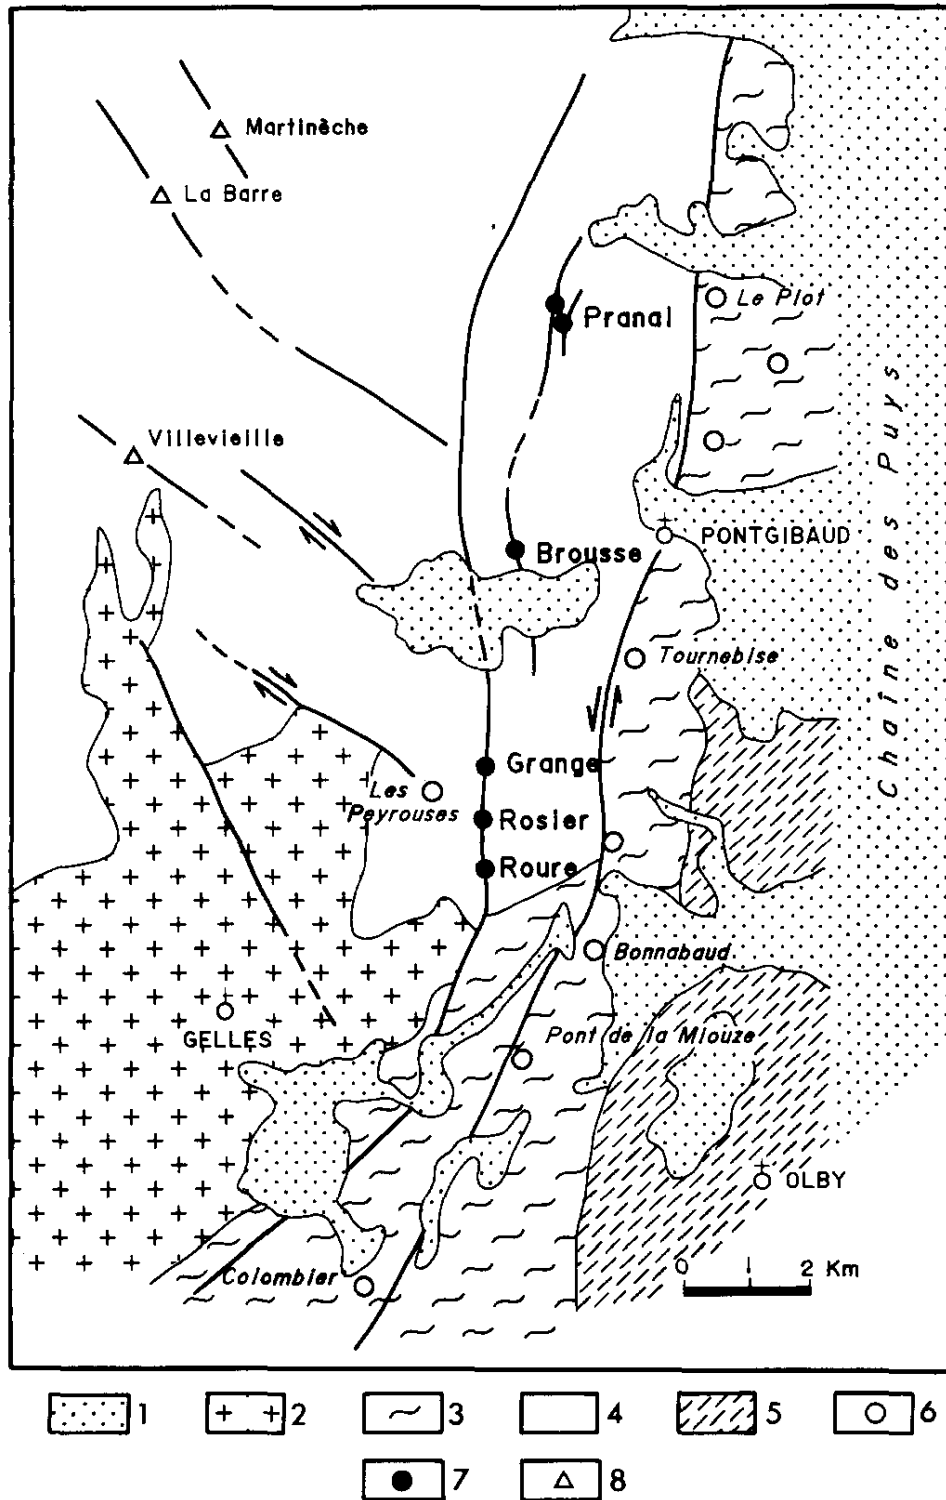 Martinêche
La Barre
Le Plot
Pranal
Chaîne des Puys
Villevieille
PONTGIBAUD
Brousse
Tournebise
Grange
Les
Peyrouses
Rosier
Roure
Bonnabaud
GELLES
Pont de la Miouze
OLBY
Colombier
0 2 Km
1 2 3 4 5 6
7 8